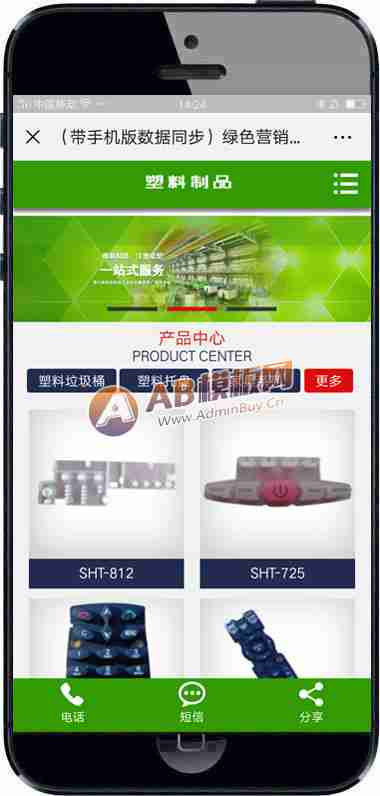 中国移动
14:24
（带手机版数据同步）绿色营销...
塑料制品
一站式服务
产品中心
PRODUCT CENTER
塑料垃圾桶
塑料托盘
更多
AB模板网
www.AdminBuy.Cn
SHT-812
SHT-725
电话
短信
分享